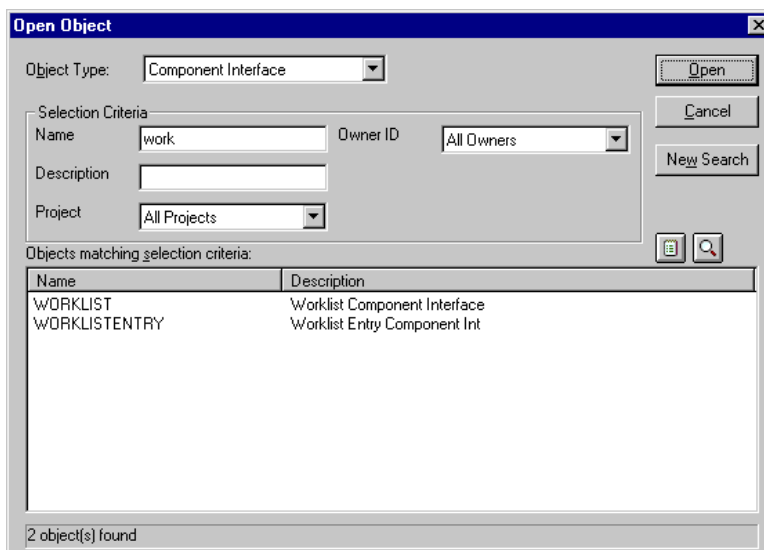 Open Object
Object Type: Component Interface Open
Selection Criteria Cancel
Name work Owner ID All Owners
Description New Search
Project All Projects
Objects matching selection criteria:
Name Description
WORKLIST Worklist Component Interface
WORKLISTENTRY Worklist Entry Component Int
2 object(s) found